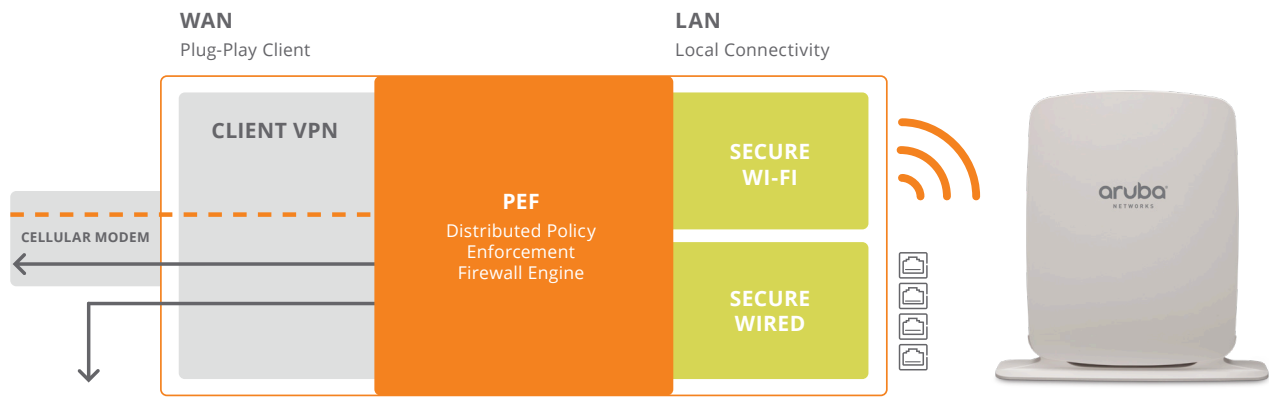 WAN
Plug-Play Client
LAN
Local Connectivity
CLIENT VPN
CELLULAR MODEM
PEF
Distributed Policy
Enforcement
Firewall Engine
SECURE
WI-FI
SECURE
WIRED
aruba
NETWORKS